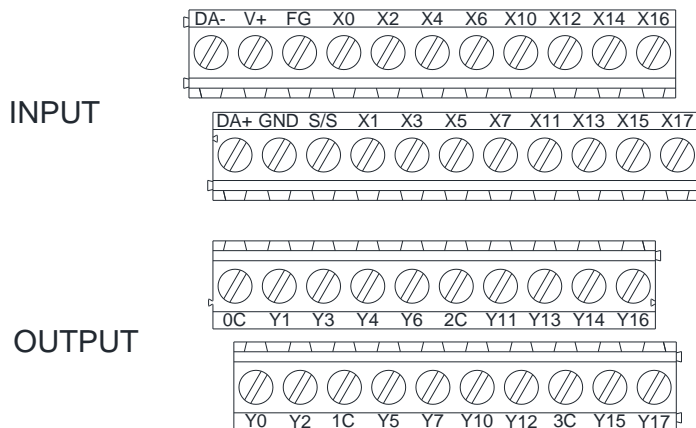 DA- V+ FG X0 X2 X4 X6 X10 X12 X14 X16
INPUT
DA+ GND S/S X1 X3 X5 X7 X11 X13 X15 X17
0C Y1 Y3 Y4 Y6 2C Y11 Y13 Y14 Y16
OUTPUT
Y0 Y2 1C Y5 Y7 Y10 Y12 3C Y15 Y17